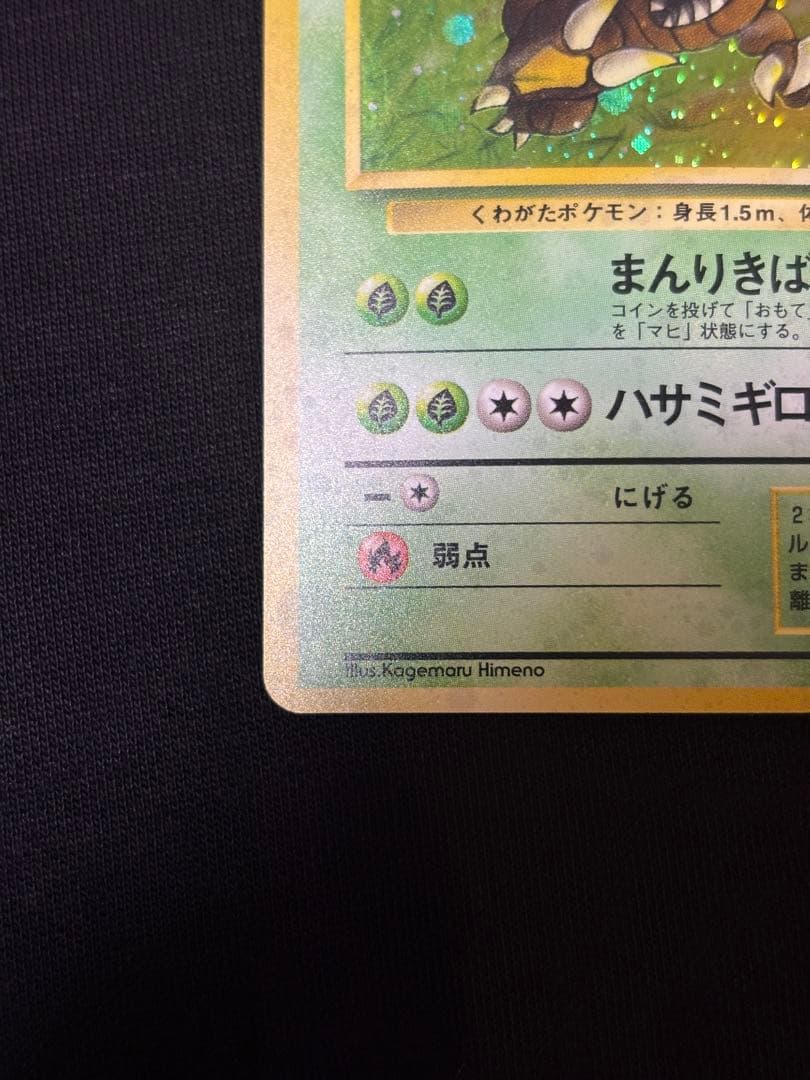 くわがたポケモン：身長1.5m、体
まんりきば
コインを投げて「おもて」
を「マヒ」状態にする。
ハサミギロ
にげる
2
ル
ま
離
弱点
Illus.Kagemaru Himeno